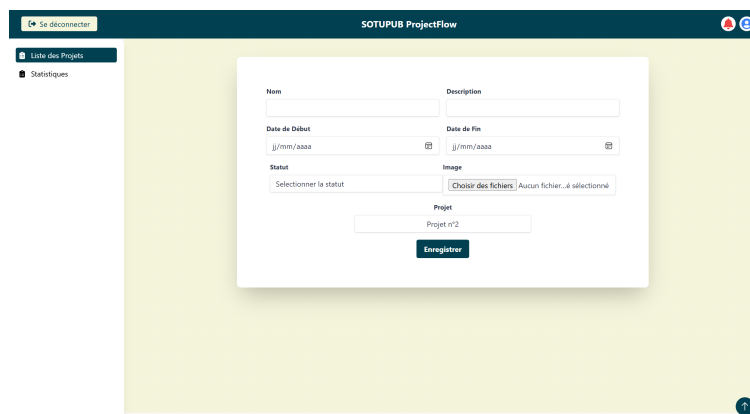 Se déconnecter
SOTUPUB ProjectFlow
Liste des Projets
Statistiques
Nom
Description
Date de Début
Date de Fin
jj/mm/aaaa
jj/mm/aaaa
Statut
Image
Selectionner la statut
Choisir des fichiers Aucun fichier...é sélectionné
Projet
Projet n°2
Enregistrer